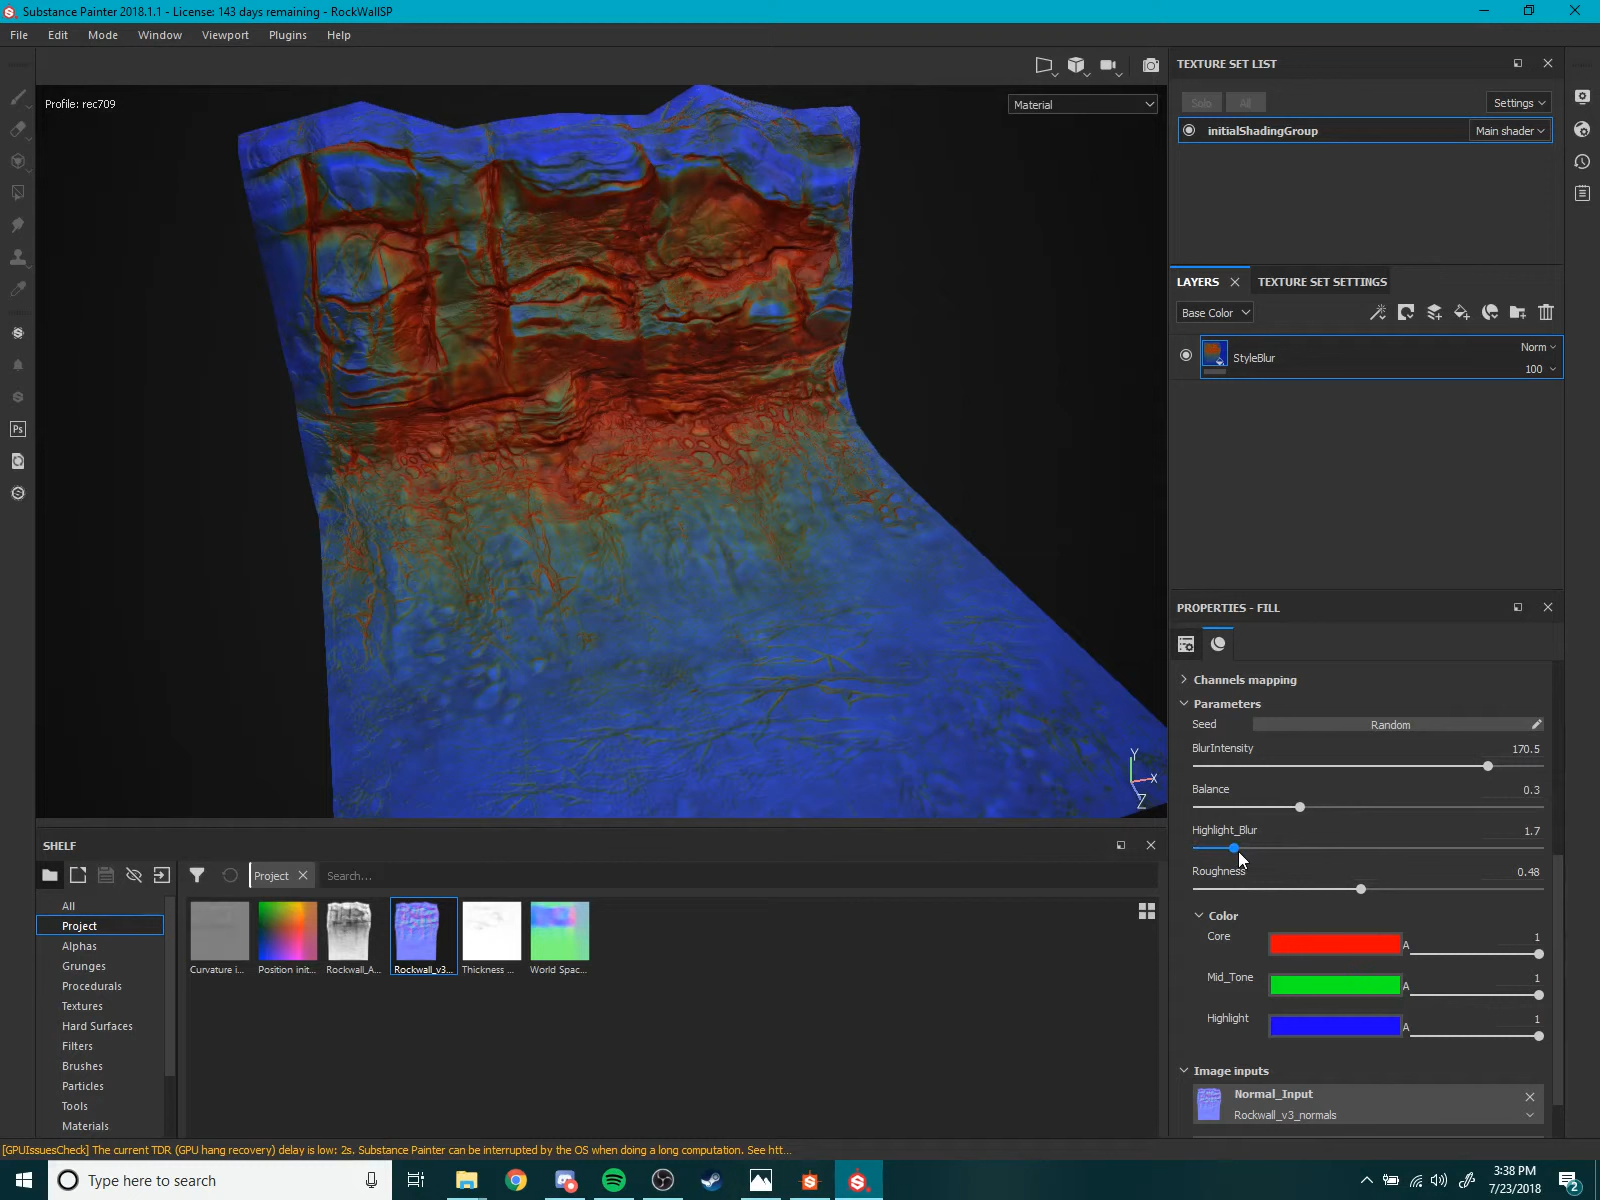 Substance Painter 2018.1.1 - License: 143 days remaining - RockWallSP
File Edit Mode Window Viewport Plugins Help
Profile: rec709
Material
TEXTURE SET LIST
Solo All Settings
initialShadingGroup Main shader
LAYERS TEXTURE SET SETTINGS
Base Color
StyleBlur Norm
100
PROPERTIES - FILL
Channels mapping
Parameters
Seed Random
BlurIntensity 170.5
Balance 0.3
Highlight_Blur 1.7
Roughness 0.48
Color
Core A 1
Mid_Tone A 1
Highlight A 1
Image inputs
Normal_Input
Rockwall_v3_normals
Y
X
Z
SHELF
Project Search...
All
Project
Alphas
Grunges
Procedurals
Textures
Hard Surfaces
Filters
Brushes
Particles
Tools
Materials
Curvature i... Position init... Rockwall_A... Rockwall_v3... Thickness ... World Spac...
Ps
[GPUIssuesCheck] The current TDR (GPU hang recovery) delay is low: 2s. Substance Painter can be interrupted by the OS when doing a long computation. See htt...
Type here to search
3:38 PM
7/23/2018
2